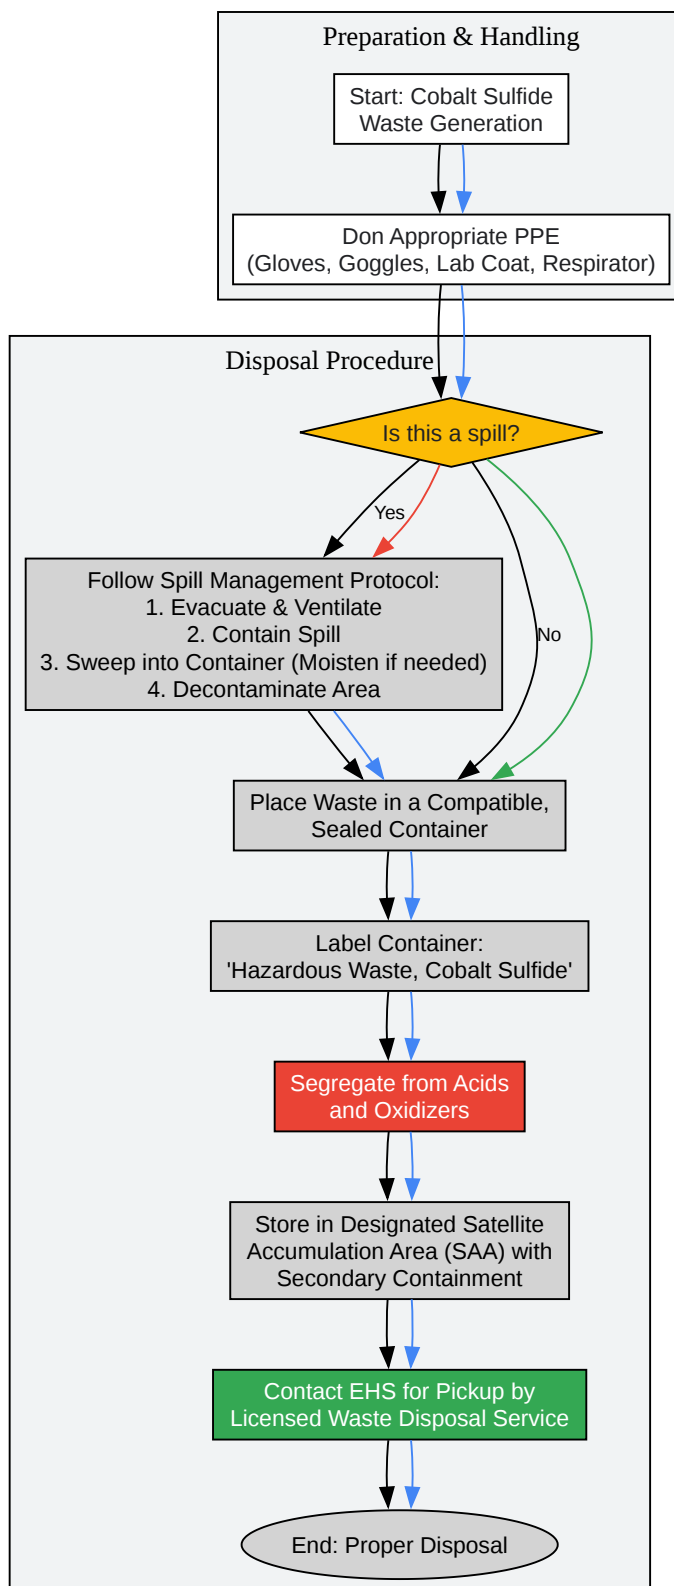 Preparation & Handling
Start: Cobalt Sulfide
Waste Generation
Don Appropriate PPE
(Gloves, Goggles, Lab Coat, Respirator)
Disposal Procedure
Is this a spill?
Yes
Follow Spill Management Protocol:
1. Evacuate & Ventilate
2. Contain Spill
3. Sweep into Container (Moisten if needed)
4. Decontaminate Area
No
Place Waste in a Compatible,
Sealed Container
Label Container:
'Hazardous Waste, Cobalt Sulfide'
Segregate from Acids
and Oxidizers
Store in Designated Satellite
Accumulation Area (SAA) with
Secondary Containment
Contact EHS for Pickup by
Licensed Waste Disposal Service
End: Proper Disposal